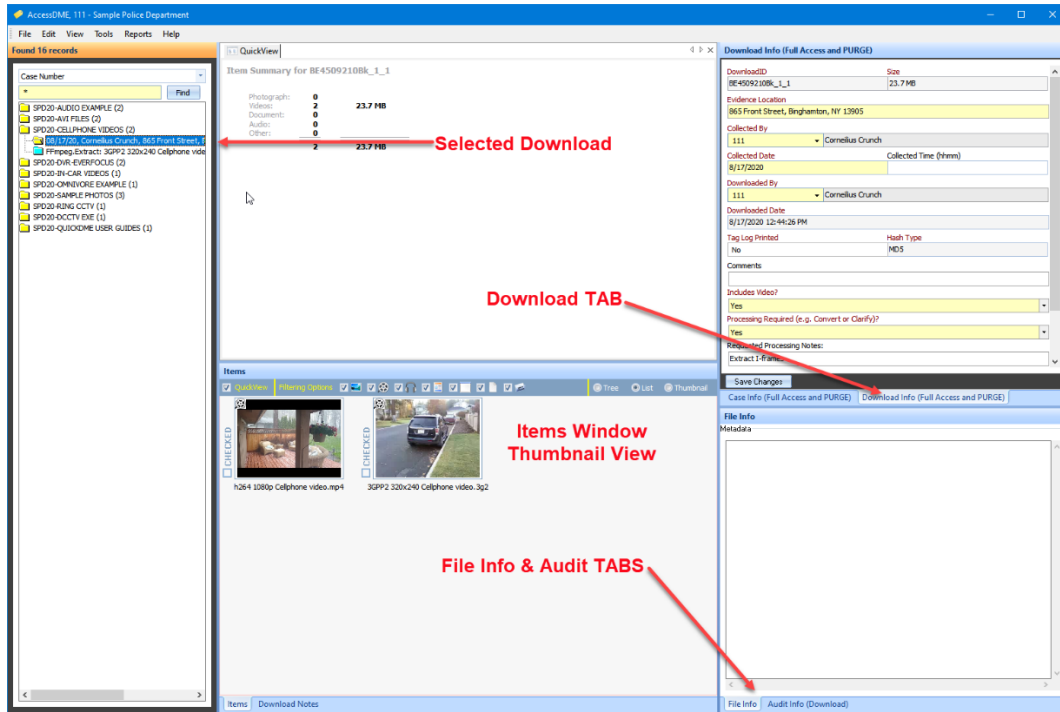 AccessDME, 111 - Sample Police Department
File Edit View Tools Reports Help
Found 16 records
Case Number
*
Find
SPD20-AUDIO EXAMPLE (2)
SPD20-AVI FILES (2)
SPD20-CELLPHONE VIDEOS (2)
08/17/20, Cornelius Crunch, 865 Front Street, F
FFmpeg.Extract: 3GPP2 320x240 Cellphone vide
SPD20-DVR-EVERFOCUS (2)
SPD20-IN-CAR VIDEOS (1)
SPD20-OMNIVORE EXAMPLE (1)
SPD20-SAMPLE PHOTOS (3)
SPD20-RING CCTV (1)
SPD20-DCCTV EXE (1)
SPD20-QUICKDME USER GUIDES (1)
QuickView
Item Summary for BE4509210Bk_1_1
Photograph: 0
Videos: 2 23.7 MB
Document: 0
Audio: 0
Other: 0
2 23.7 MB
Selected Download
Download TAB
Items
QuickView Filtering Options Tree List Thumbnail
CHECKED
CHECKED
h264 1080p Cellphone video.mp4
3GPP2 320x240 Cellphone video.3g2
Items Window
Thumbnail View
File Info & Audit TABS
Items Download Notes
Download Info (Full Access and PURGE)
DownloadID Size
BE4509210Bk_1_1 23.7 MB
Evidence Location
865 Front Street, Binghamton, NY 13905
Collected By
111 Cornelius Crunch
Collected Date Collected Time (hhmm)
8/17/2020
Downloaded By
111 Cornelius Crunch
Downloaded Date
8/17/2020 12:44:26 PM
Tag Log Printed Hash Type
No MD5
Comments
Includes Video?
Yes
Processing Required (e.g. Convert or Clarify)?
Yes
Requested Processing Notes:
Extract I-frames
Save Changes
Case Info (Full Access and PURGE) Download Info (Full Access and PURGE)
File Info
Metadata
File Info Audit Info (Download)